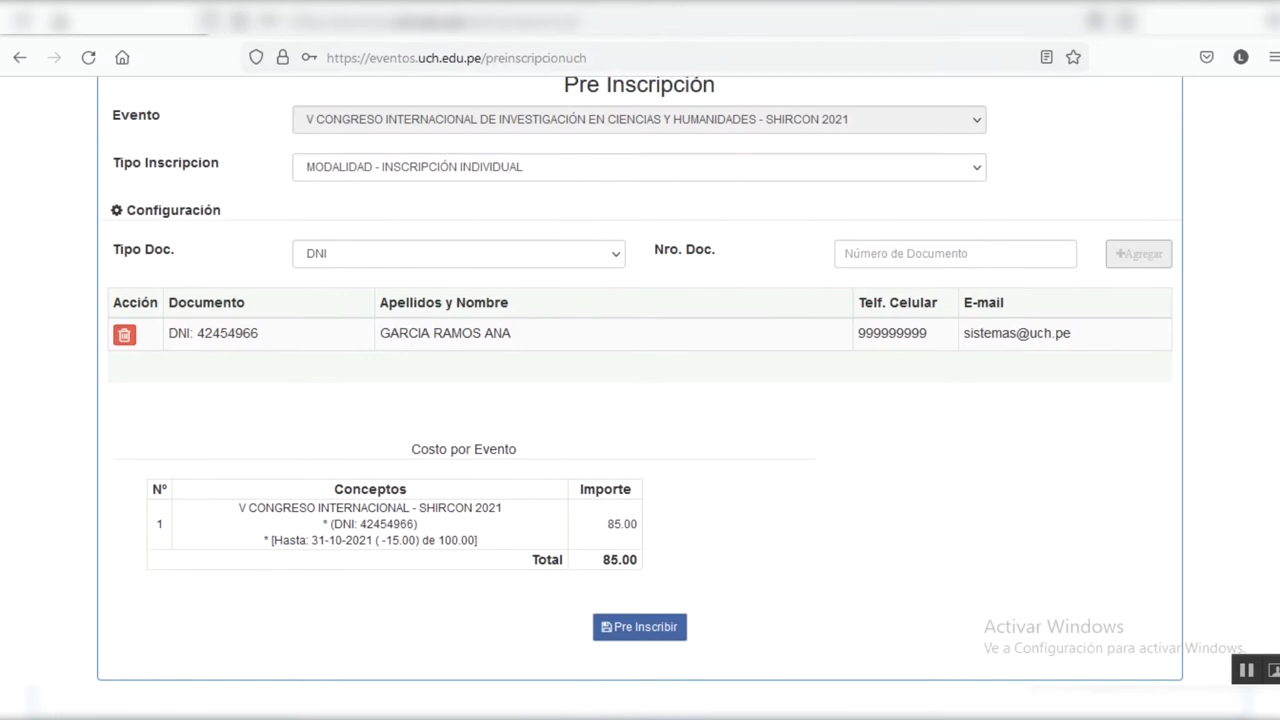 https://eventos.uch.edu.pe/preinscripcionuch
L
Pre Inscripción
Evento
V CONGRESO INTERNACIONAL DE INVESTIGACIÓN EN CIENCIAS Y HUMANIDADES - SHIRCON 2021
Tipo Inscripcion
MODALIDAD - INSCRIPCIÓN INDIVIDUAL
Configuración
Tipo Doc.
DNI
Nro. Doc.
Número de Documento
+Agregar
Acción Documento Apellidos y Nombre Telf. Celular E-mail
DNI: 42454966 GARCIA RAMOS ANA 999999999 sistemas@uch.pe
Costo por Evento
Nº Conceptos Importe
V CONGRESO INTERNACIONAL - SHIRCON 2021
1 * (DNI: 42454966) 85.00
* [Hasta: 31-10-2021 ( -15.00) de 100.00]
Total 85.00
Pre Inscribir
Activar Windows
Ve a Configuración para activar Windows.